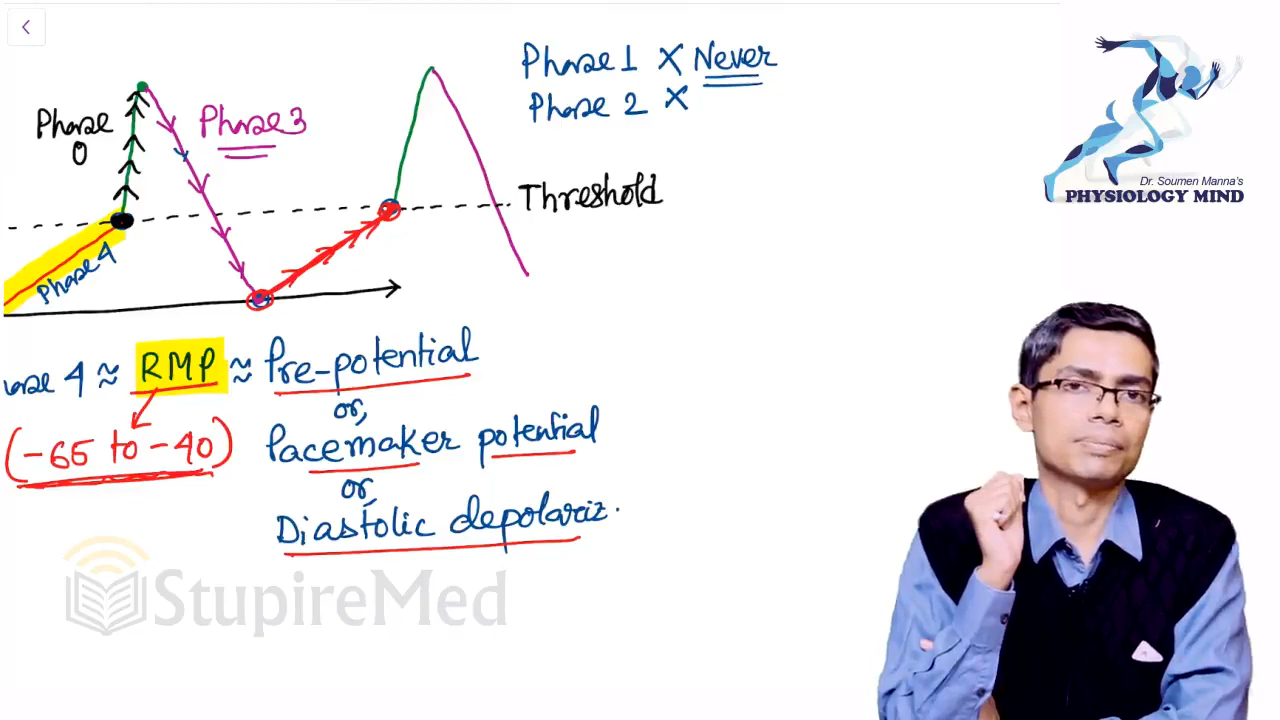 Phase 1 X Never
Phase 2 X
Phase
0
Phase 3
Threshold
Phase 4
Dr. Soumen Manna's
PHYSIOLOGY MIND
4 ≈ RMP ≈ Pre-potential
or,
(-65 to -40) Pacemaker potential
or,
Diastolic depolariz.
StupireMed